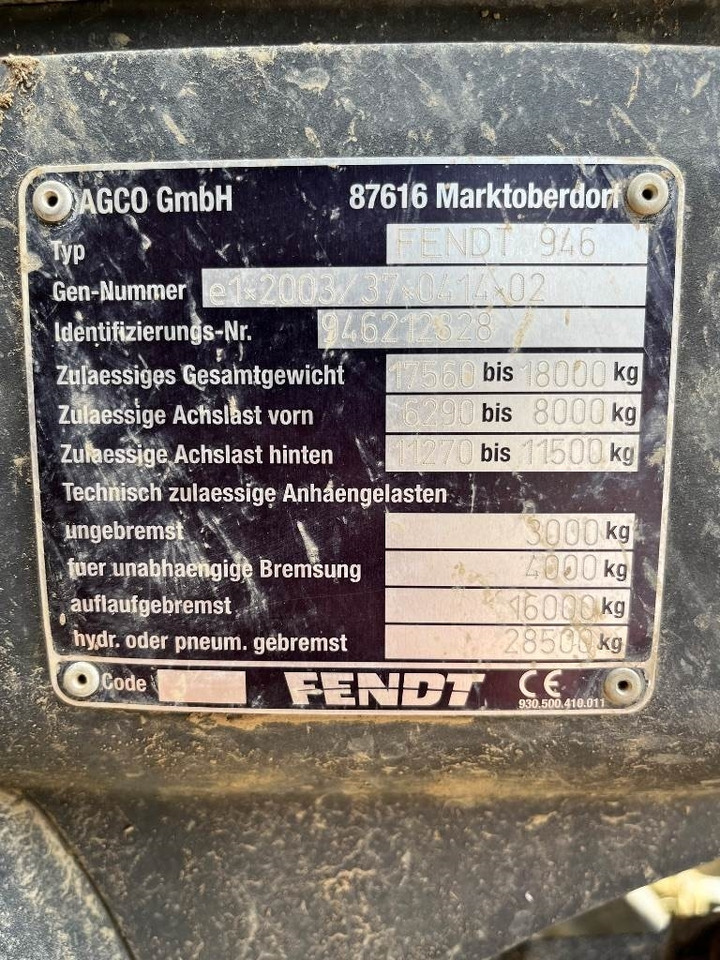 AGCO GmbH 87616 Marktoberdorf
Typ FENDT 946
Gen-Nummer e1*2003/37*0414*02
Identifizierungs-Nr. 946212828
Zulaessiges Gesamtgewicht 17560 bis 18000 kg
Zulaessige Achslast vorn 6290 bis 8000 kg
Zulaessige Achslast hinten 11270 bis 11500 kg
Technisch zulaessige Anhaengelasten
ungebremst 3000 kg
fuer unabhaengige Bremsung 4000 kg
auflaufgebremst 16000 kg
hydr. oder pneum. gebremst 28500 kg
Code FENDT CE
930.500.410.011